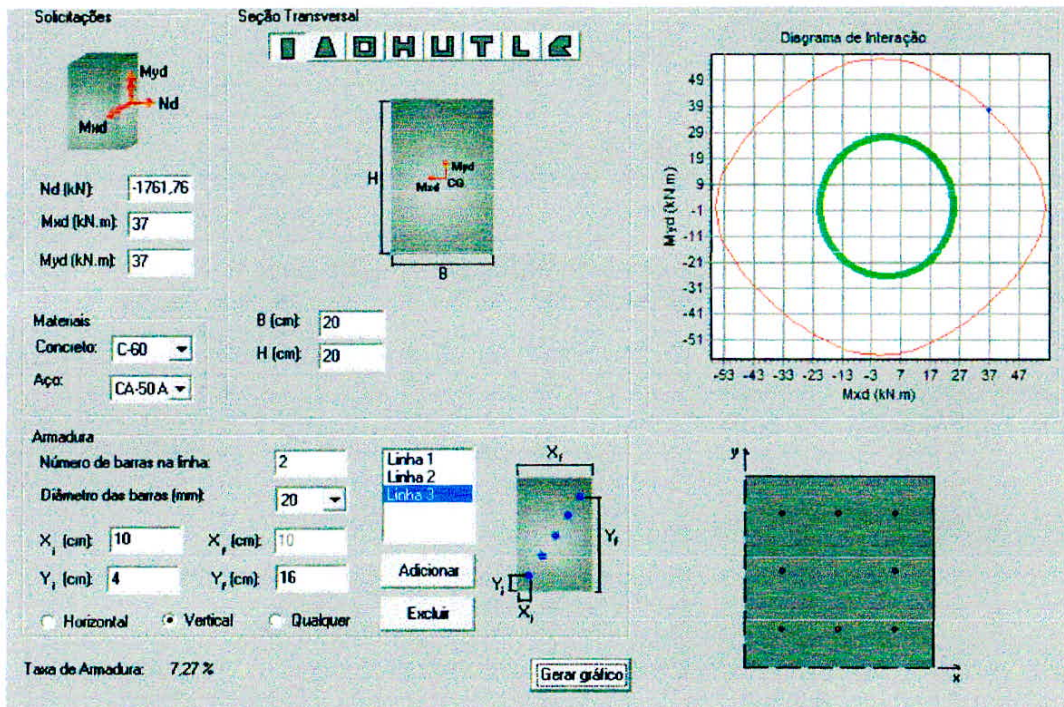 Solicitações
Myd
Nd
Mxd
Nd (kN): -1761,76
Mxd (kN.m): 37
Myd (kN.m): 37
Seção Transversal
H
Myd
Mxd CG
B
B (cm): 20
H (cm): 20
Diagrama de Interação
Myd (kN.m)
49
39
29
19
9
-1
-11
-21
-31
-41
-51
-53 -43 -33 -23 -13 -3 7 17 27 37 47
Mxd (kN.m)
Materiais
Concreto: C-60
Aço: CA-50 A
Armadura
Número de barras na linha: 2
Diâmetro das barras (mm): 20
Xi (cm): 10 Xf (cm): 10
Yi (cm): 4 Yf (cm): 16
Horizontal Vertical Qualquer
Linha 1
Linha 2
Linha 3
Adicionar
Excluir
Xf
Yf
Yi
Xi
y
x
Taxa de Armadura: 7,27 %
Gerar gráfico